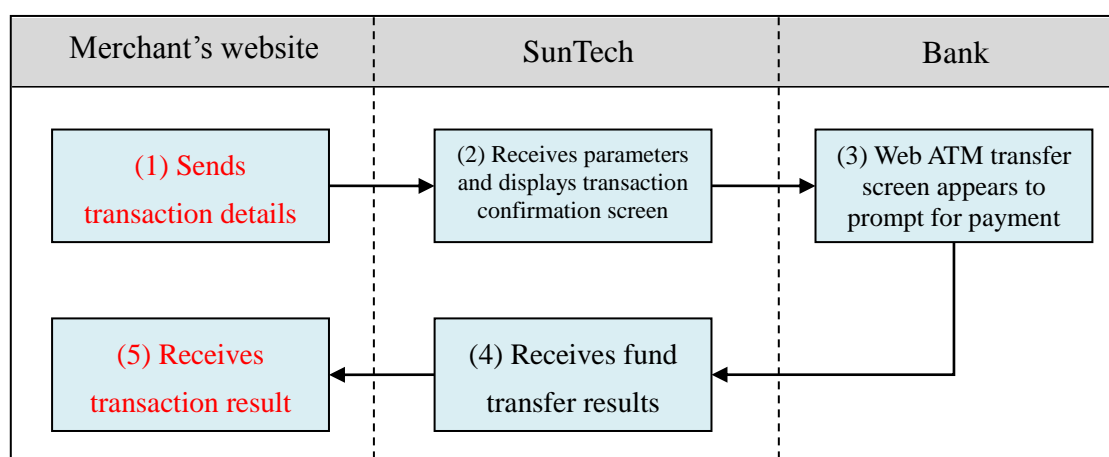 Merchant’s website
SunTech
Bank
(1) Sends
transaction details
(2) Receives parameters
and displays transaction
confirmation screen
(3) Web ATM transfer
screen appears to
prompt for payment
(5) Receives
transaction result
(4) Receives fund
transfer results